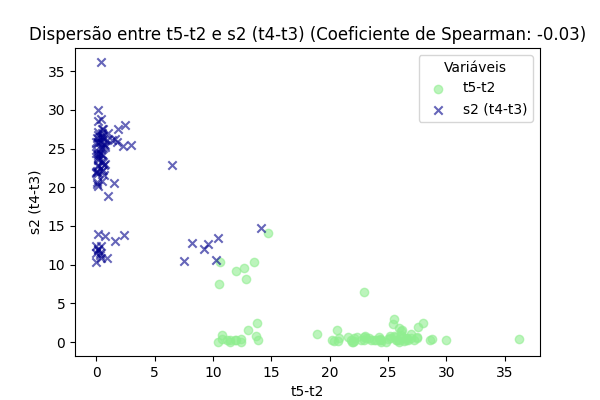 Dispersão entre t5-t2 e s2 (t4-t3) (Coeficiente de Spearman: -0.03)
Variáveis
t5-t2
s2 (t4-t3)
s2 (t4-t3)
35
30
25
20
15
10
5
0
0 5 10 15 20 25 30 35
t5-t2